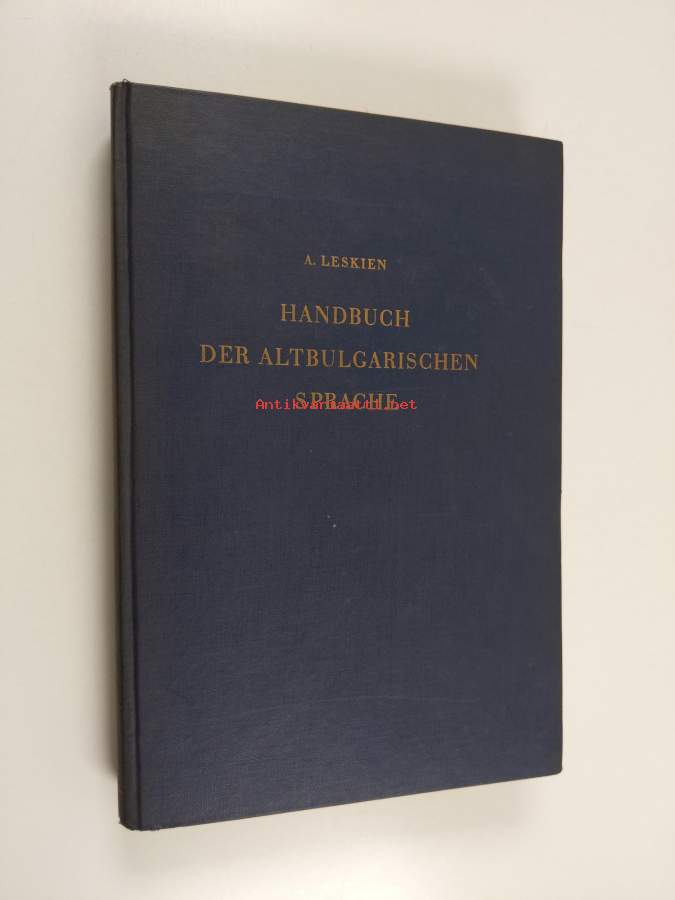 A. LESKIEN
HANDBUCH
DER ALTBULGARISCHEN
SPRACHE
Antikvariaatti.net